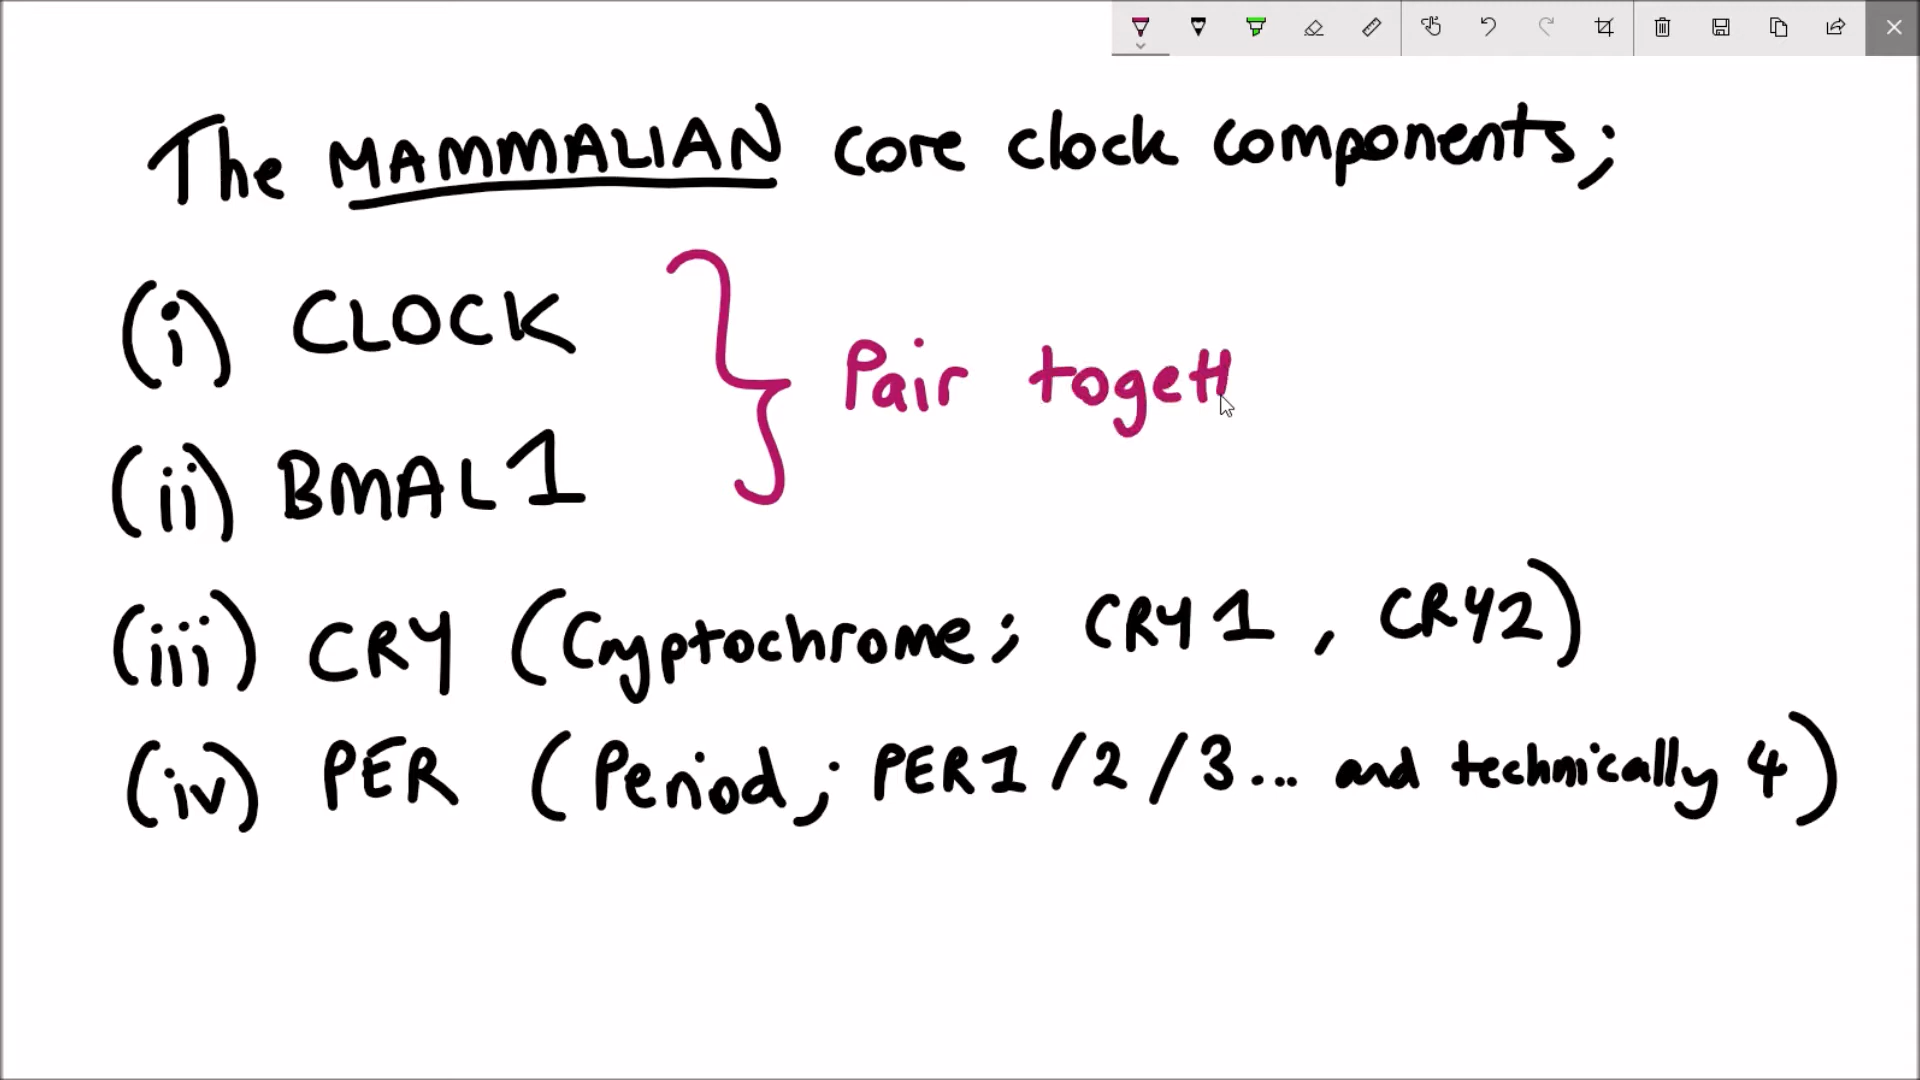 The MAMMALIAN core clock components;
(i) CLOCK
Pair togeth
(ii) BMAL1
(iii) CRY (Cryptochrome; CRY1, CRY2)
(iv) PER (Period; PER1/2/3... and technically 4)